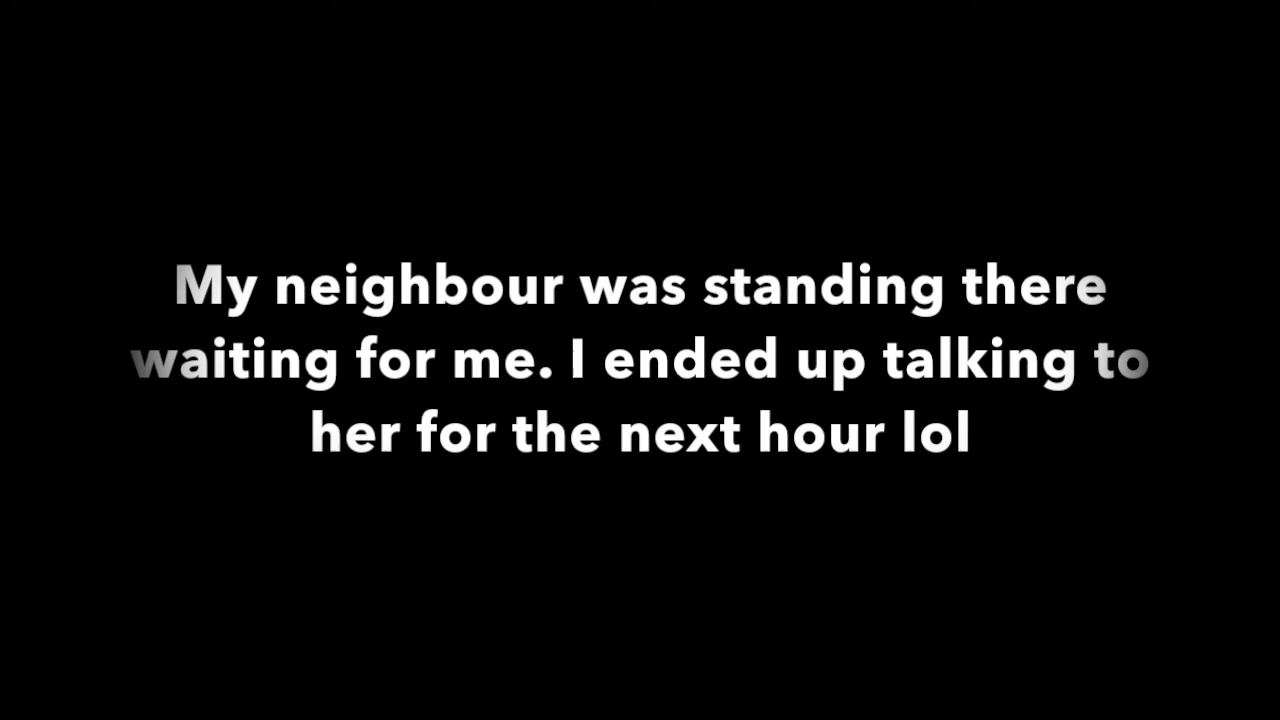 My neighbour was standing there
waiting for me. I ended up talking to
her for the next hour lol